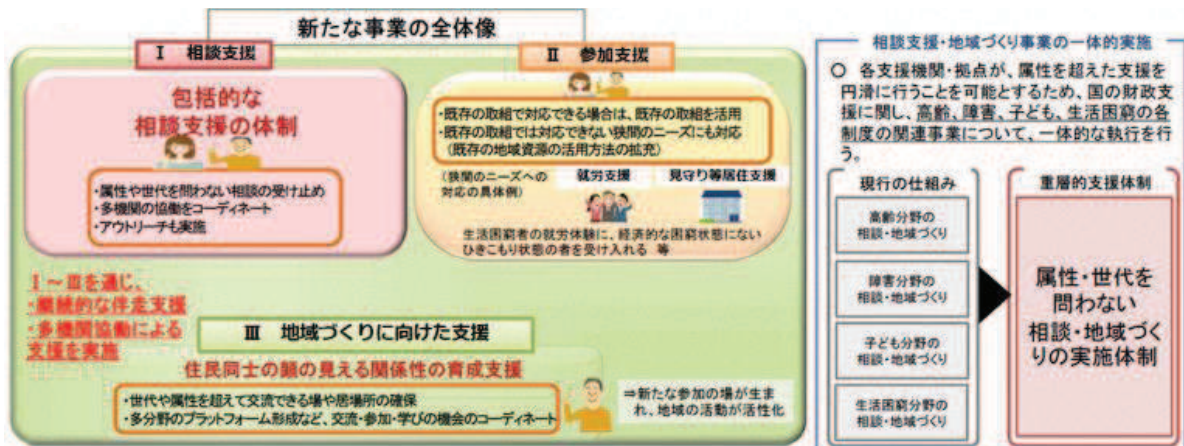 新たな事業の全体像
Ⅰ 相談支援
包括的な
相談支援の体制
・属性や世代を問わない相談の受け止め
・多機関の協働をコーディネート
・アウトリーチも実施
Ⅱ 参加支援
・既存の取組で対応できる場合は、既存の取組を活用
・既存の取組では対応できない狭間のニーズにも対応
（既存の地域資源の活用方法の拡充）
（狭間のニーズへの
対応の具体例）
就労支援
見守り等居住支援
生活困窮者の就労体験に、経済的な困窮状態にない
ひきこもり状態の者を受け入れる 等
Ⅰ～Ⅲを通じ、
・継続的な伴走支援
・多機関協働による
支援を実施
Ⅲ 地域づくりに向けた支援
住民同士の顔の見える関係性の育成支援
・世代や属性を超えて交流できる場や居場所の確保
・多分野のプラットフォーム形成など、交流・参加・学びの機会のコーディネート
⇒新たな参加の場が生ま
れ、地域の活動が活性化
相談支援・地域づくり事業の一体的実施
○ 各支援機関・拠点が、属性を超えた支援を
円滑に行うことを可能とするため、国の財政支
援に関し、高齢、障害、子ども、生活困窮の各
制度の関連事業について、一体的な執行を行
う。
現行の仕組み
高齢分野の
相談・地域づくり
障害分野の
相談・地域づくり
子ども分野の
相談・地域づくり
生活困窮分野の
相談・地域づくり
重層的支援体制
属性・世代を
問わない
相談・地域づく
りの実施体制